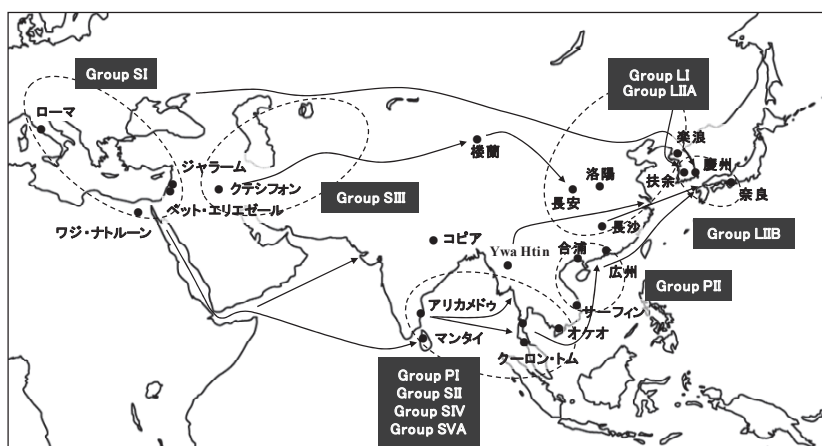 Group SI
ローマ
ジャラーム
クテシフォン
ベット・エリエゼール
ワジ・ナトルーン
Group SIII
楼蘭
コピア
Ywa Htin
アリカメドゥ
マンタイ
クーロン・トム
オケオ
サーフィン
Group PI
Group SII
Group SIV
Group SVA
Group LI
Group LIIA
楽浪
慶州
扶余
奈良
洛陽
長安
長沙
合浦
広州
Group LIIB
Group PII